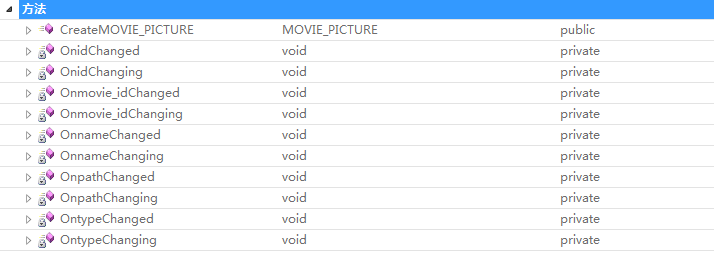 方法
CreateMOVIE_PICTURE MOVIE_PICTURE public
OnidChanged void private
OnidChanging void private
Onmovie_idChanged void private
Onmovie_idChanging void private
OnnameChanged void private
OnnameChanging void private
OnpathChanged void private
OnpathChanging void private
OntypeChanged void private
OntypeChanging void private